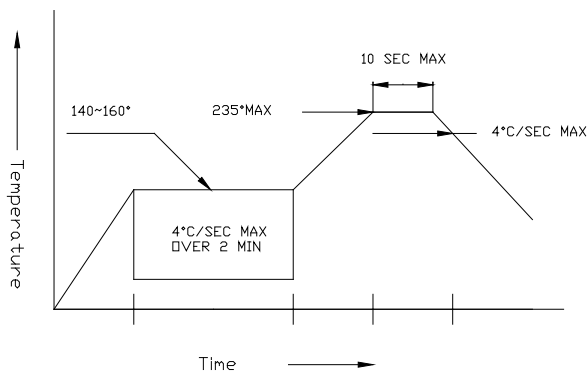 10 SEC MAX
140~160°
235°MAX
4°C/SEC MAX
4°C/SEC MAX
OVER 2 MIN
Temperature
Time